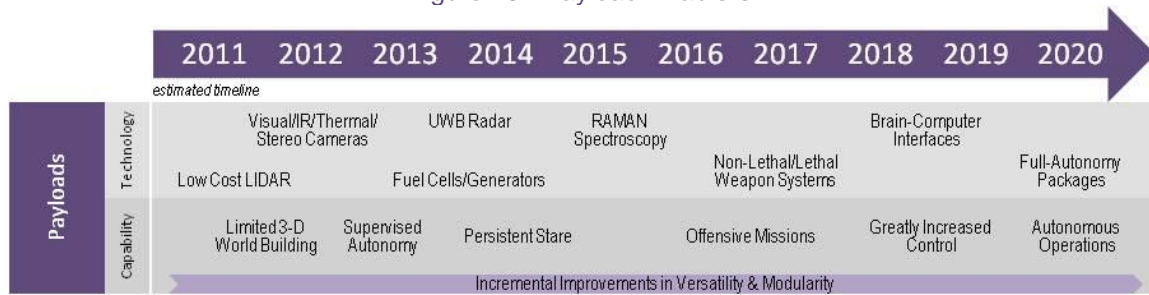 2011 2012 2013 2014 2015 2016 2017 2018 2019 2020
estimated timeline
Payloads
Technology
Visual/IR/Thermal/
Stereo Cameras
UWB Radar
RAMAN
Spectroscopy
Brain-Computer
Interfaces
Low Cost LIDAR
Fuel Cells/Generators
Non-Lethal/Lethal
Weapon Systems
Full-Autonomy
Packages
Capability
Limited 3-D
World Building
Supervised
Autonomy
Persistent Stare
Offensive Missions
Greatly Increased
Control
Autonomous
Operations
Incremental Improvements in Versatility & Modularity